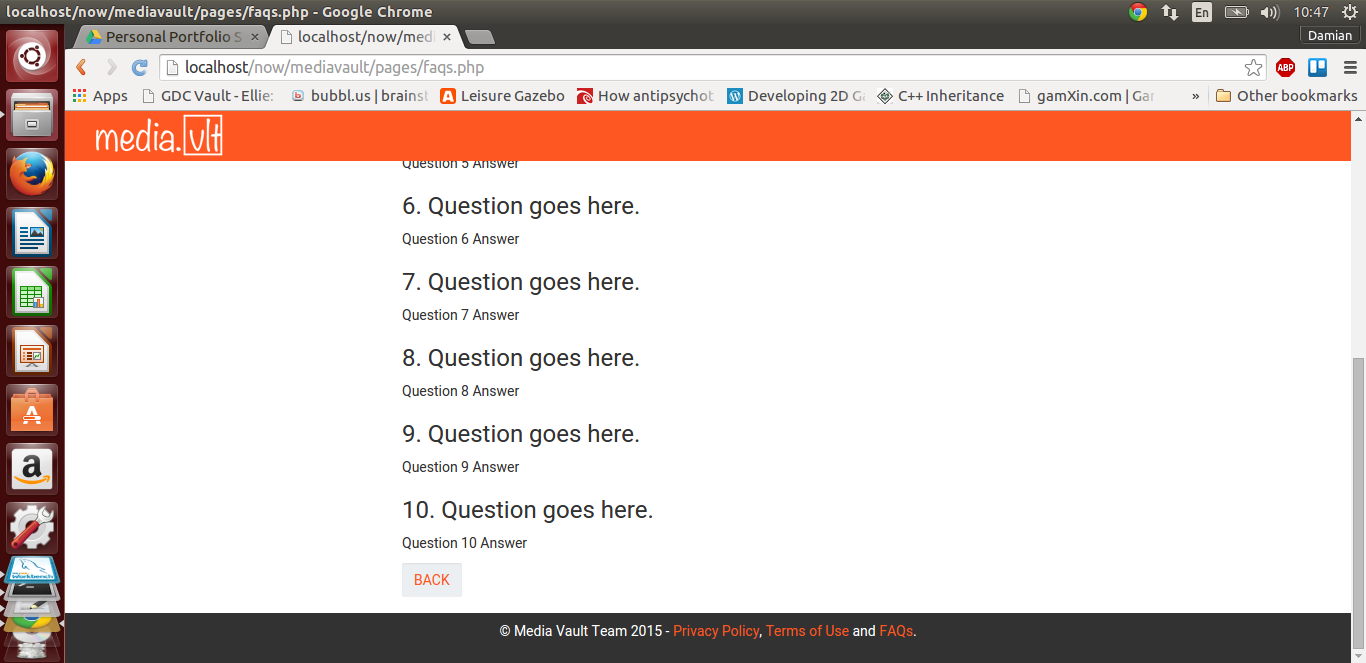 localhost/now/mediavault/pages/faqs.php - Google Chrome
En
10:47
Personal Portfolio S
localhost/now/med
Damian
localhost/now/mediavault/pages/faqs.php
ABP
Apps
GDC Vault - Ellie:
bubbl.us | brainst
Leisure Gazebo
How antipsychot
Developing 2D Ga
C++ Inheritance
gamXin.com | Gar
»
Other bookmarks
media.vlt
Question 5 Answer
6. Question goes here.
Question 6 Answer
7. Question goes here.
Question 7 Answer
8. Question goes here.
Question 8 Answer
9. Question goes here.
Question 9 Answer
10. Question goes here.
Question 10 Answer
BACK
© Media Vault Team 2015 - Privacy Policy, Terms of Use and FAQs.